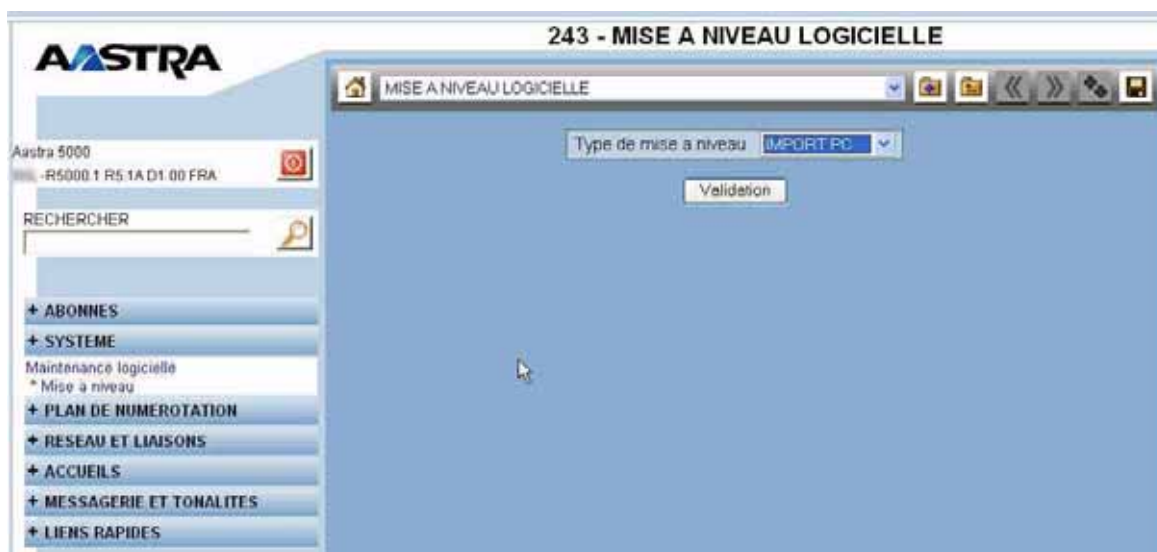 243 - MISE A NIVEAU LOGICIELLE
AASTRA
MISE A NIVEAU LOGICIELLE
Type de mise a niveau IMPORT PC
Validation
Aastra 5000
-R5000.1 R5.1A D1 00 FRA
RECHERCHER
+ ABONNES
+ SYSTEME
Maintenance logicielle
* Mise a niveau
+ PLAN DE NUMEROTATION
+ RESEAU ET LIAISONS
+ ACCUEILS
+ MESSAGERIE ET TONALITES
+ LIENS RAPIDES